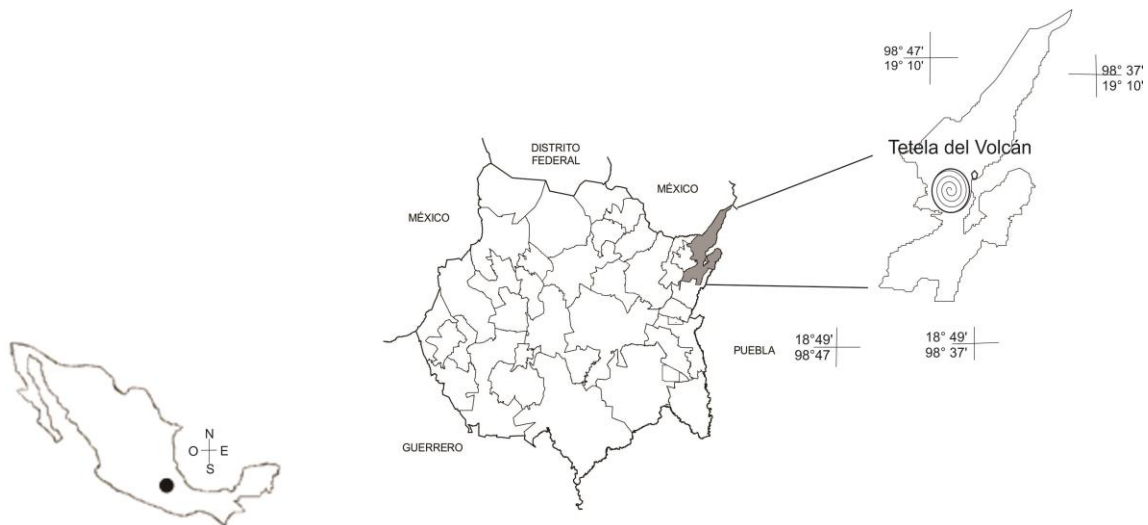 98° 47'
19° 10'
98° 37'
19° 10'
Tetela del Volcán
DISTRITO
FEDERAL
MÉXICO
MÉXICO
PUEBLA
18°49'
98°47
18° 49'
98° 37'
GUERRERO
N
O E
S